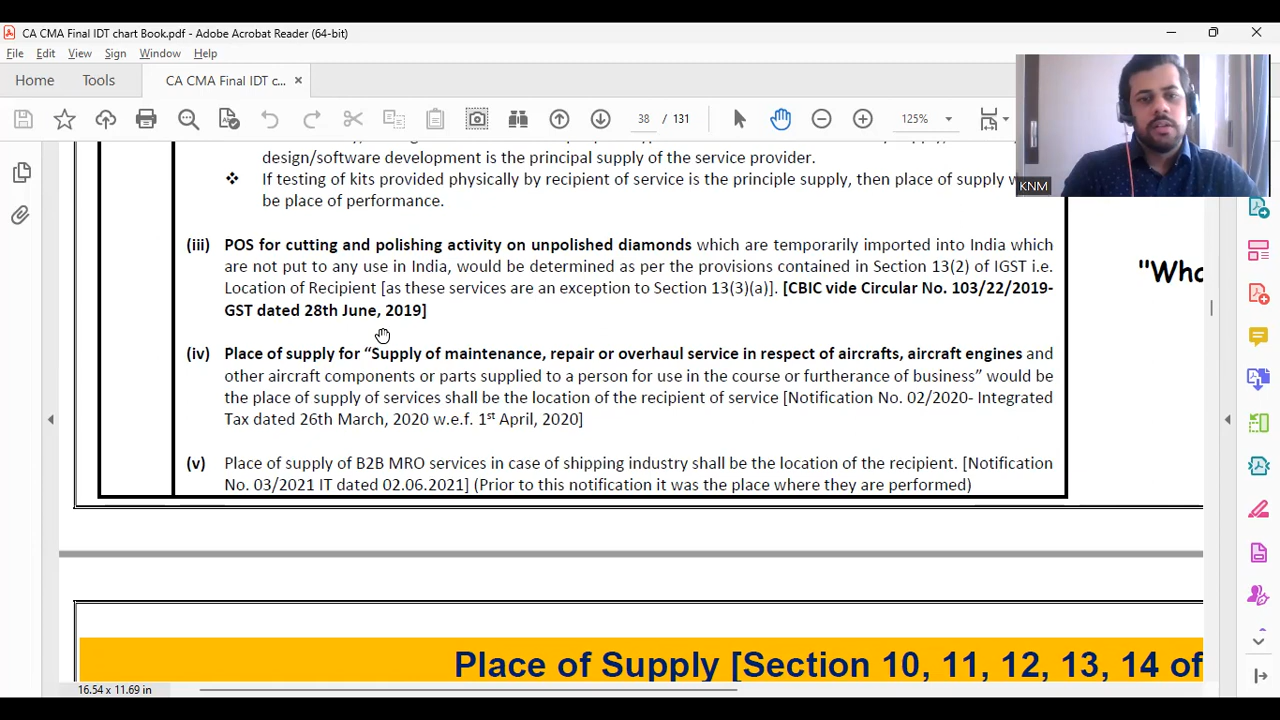 CA CMA Final IDT chart Book.pdf - Adobe Acrobat Reader (64-bit)
File Edit View Sign Window Help
Home Tools CA CMA Final IDT c... ×
38 / 131 125%
KNM
design/software development is the principal supply of the service provider.
❖ If testing of kits provided physically by recipient of service is the principle supply, then place of supply
be place of performance.
(iii) POS for cutting and polishing activity on unpolished diamonds which are temporarily imported into India which
are not put to any use in India, would be determined as per the provisions contained in Section 13(2) of IGST i.e.
Location of Recipient [as these services are an exception to Section 13(3)(a)]. [CBIC vide Circular No. 103/22/2019-
GST dated 28th June, 2019]
"Who
(iv) Place of supply for “Supply of maintenance, repair or overhaul service in respect of aircrafts, aircraft engines and
other aircraft components or parts supplied to a person for use in the course or furtherance of business” would be
the place of supply of services shall be the location of the recipient of service [Notification No. 02/2020- Integrated
Tax dated 26th March, 2020 w.e.f. 1st April, 2020]
(v) Place of supply of B2B MRO services in case of shipping industry shall be the location of the recipient. [Notification
No. 03/2021 IT dated 02.06.2021] (Prior to this notification it was the place where they are performed)
Place of Supply [Section 10, 11, 12, 13, 14 of
16.54 x 11.69 in